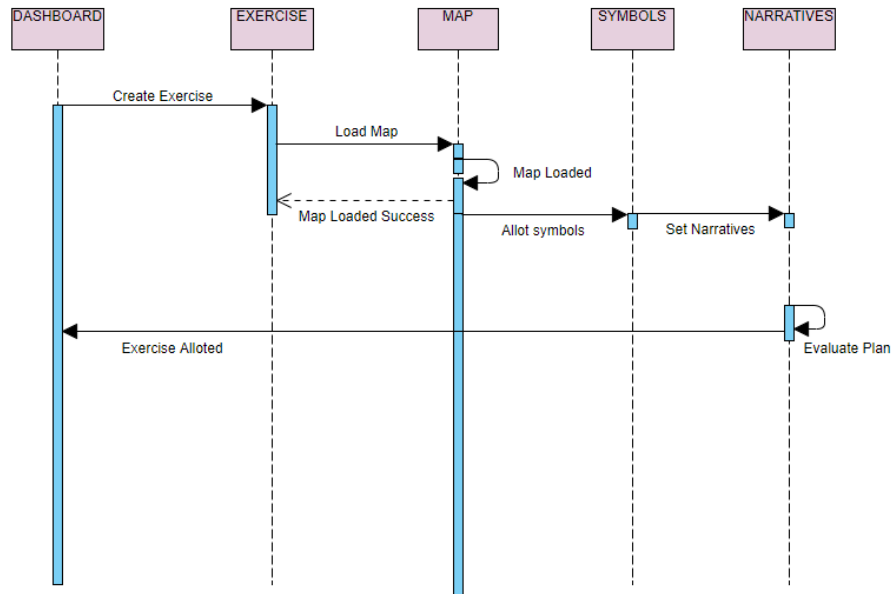 DASHBOARD
EXERCISE
MAP
SYMBOLS
NARRATIVES
Create Exercise
Load Map
Map Loaded
Map Loaded Success
Allot symbols
Set Narratives
Exercise Alloted
Evaluate Plan